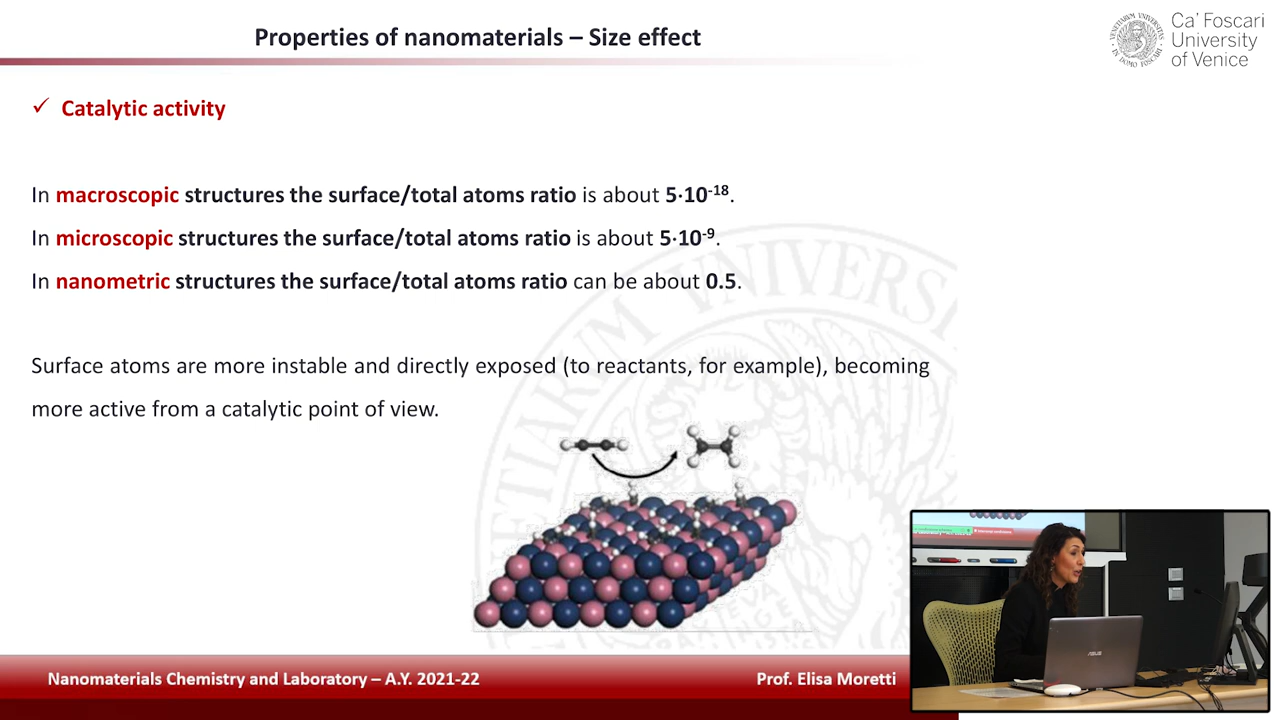 Properties of nanomaterials – Size effect
Ca' Foscari
University
of Venice
✓ Catalytic activity
In macroscopic structures the surface/total atoms ratio is about 5·10⁻¹⁸.
In microscopic structures the surface/total atoms ratio is about 5·10⁻⁹.
In nanometric structures the surface/total atoms ratio can be about 0.5.
Surface atoms are more instable and directly exposed (to reactants, for example), becoming
more active from a catalytic point of view.
Nanomaterials Chemistry and Laboratory – A.Y. 2021-22
Prof. Elisa Moretti
ASUS